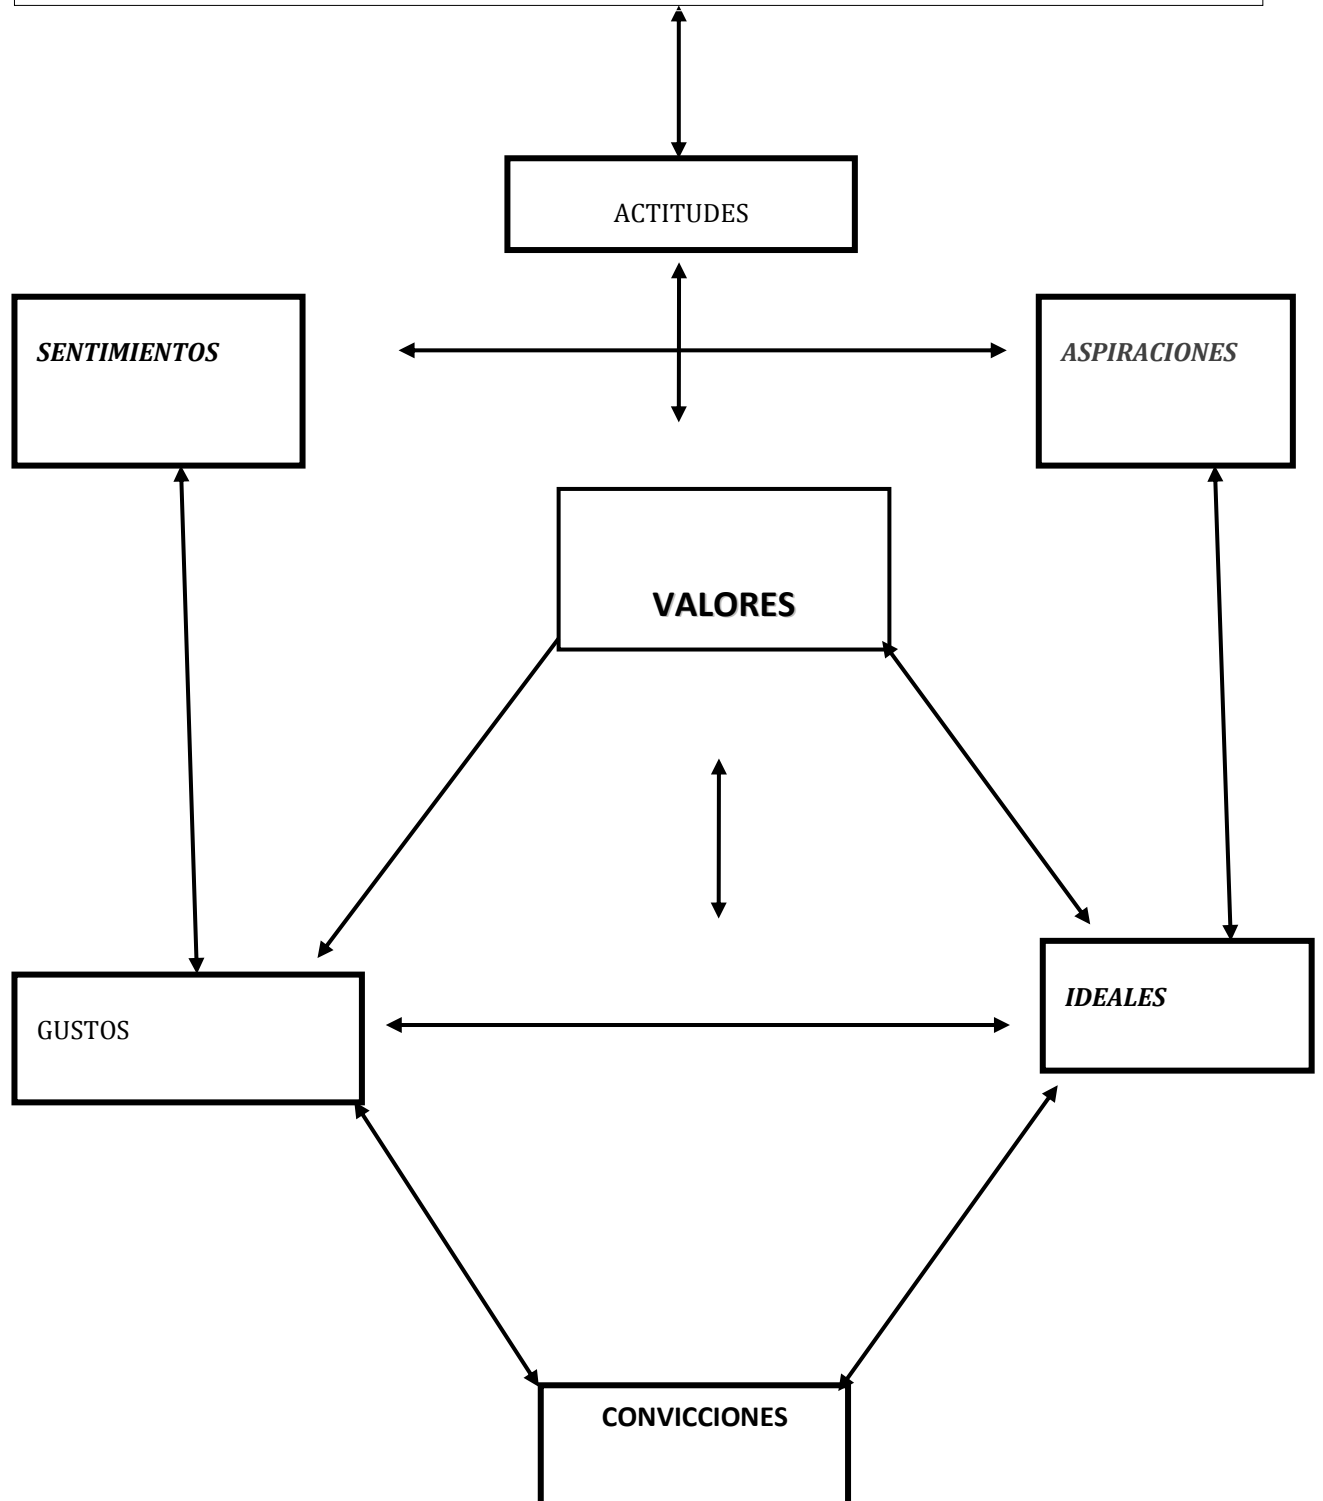 ACTITUDES
SENTIMIENTOS
ASPIRACIONES
VALORES
IDEALES
GUSTOS
CONVICCIONES